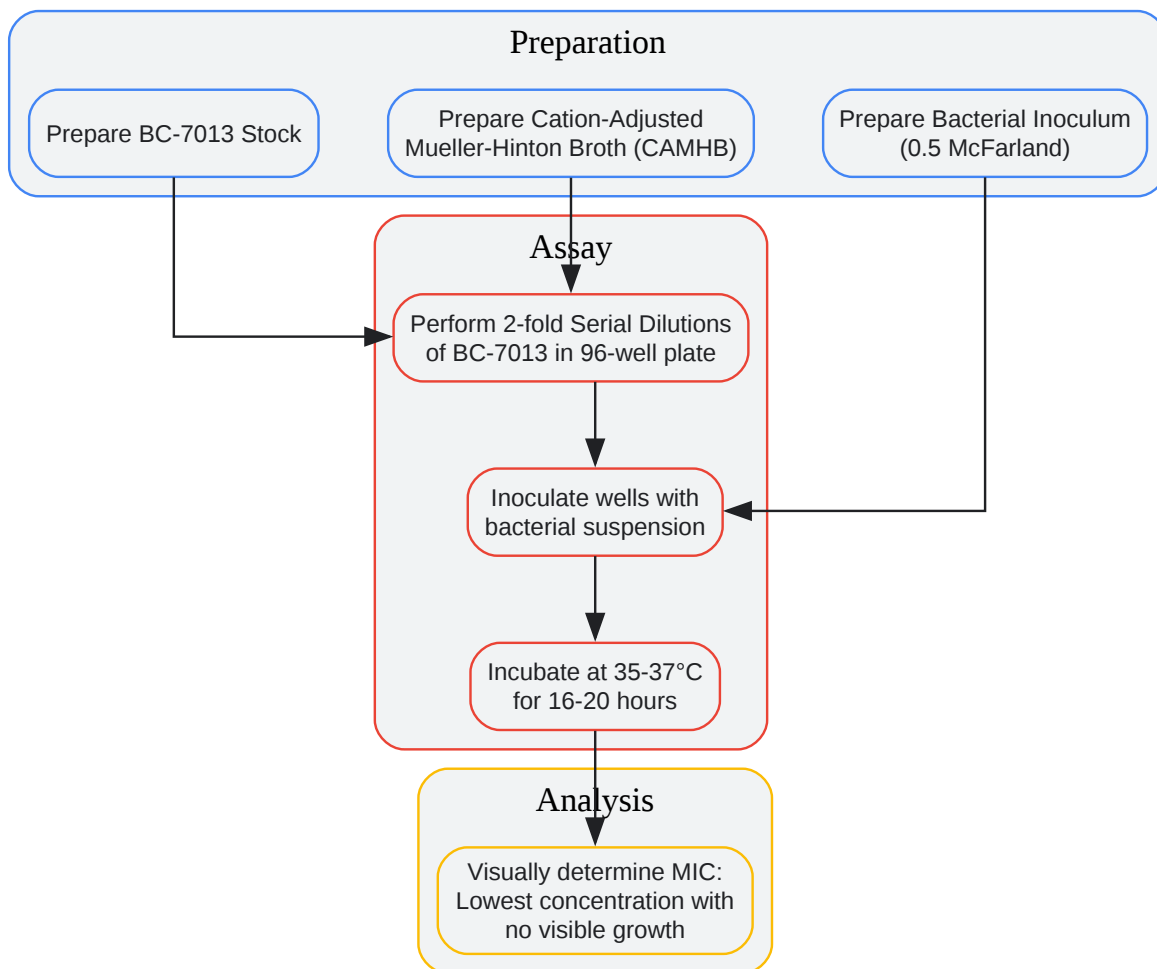 Preparation
Prepare BC-7013 Stock
Prepare Cation-Adjusted
Mueller-Hinton Broth (CAMHB)
Prepare Bacterial Inoculum
(0.5 McFarland)
Assay
Perform 2-fold Serial Dilutions
of BC-7013 in 96-well plate
Inoculate wells with
bacterial suspension
Incubate at 35-37°C
for 16-20 hours
Analysis
Visually determine MIC:
Lowest concentration with
no visible growth